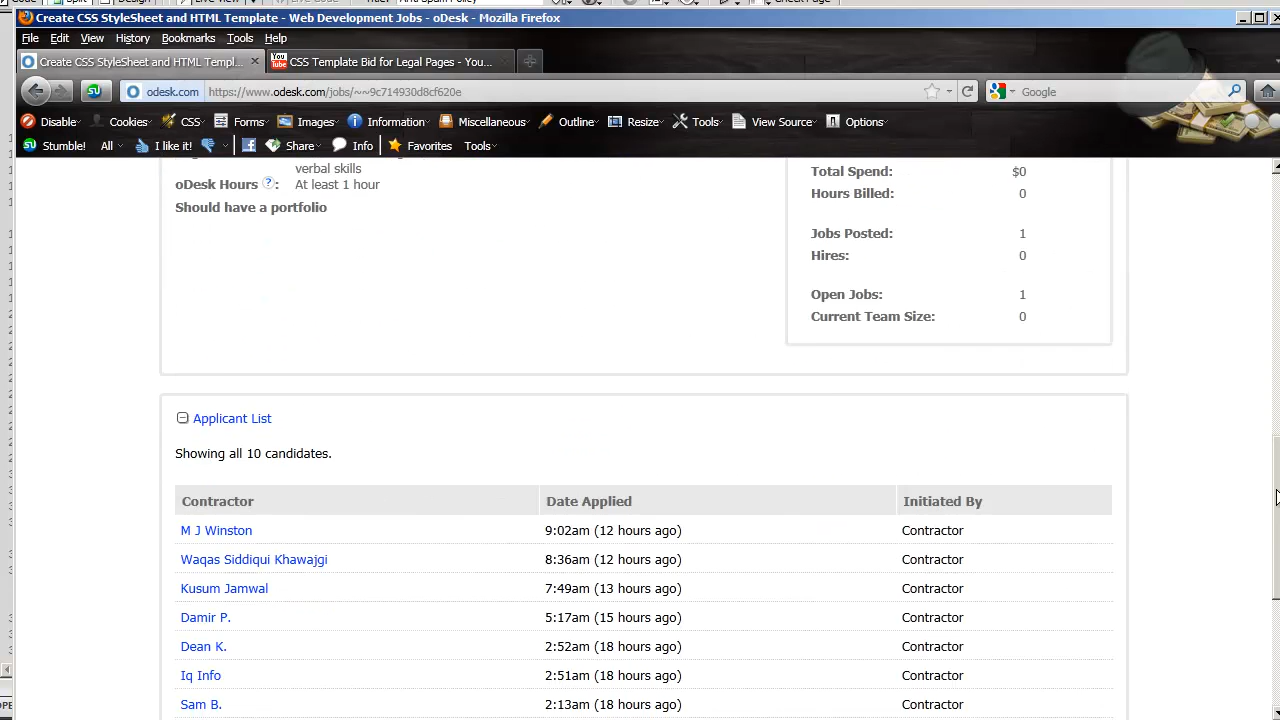 Create CSS StyleSheet and HTML Template - Web Development Jobs - oDesk - Mozilla Firefox
File Edit View History Bookmarks Tools Help
Create CSS StyleSheet and HTML Templ... CSS Template Bid for Legal Pages - You...
odesk.com https://www.odesk.com/jobs/~~9c714930d8cf620e Google
Disable Cookies CSS Forms Images Information Miscellaneous Outline Resize Tools View Source Options
Stumble! All I like it! Share Info Favorites Tools
verbal skills
oDesk Hours ?: At least 1 hour
Should have a portfolio
Total Spend: $0
Hours Billed: 0
Jobs Posted: 1
Hires: 0
Open Jobs: 1
Current Team Size: 0
Applicant List
Showing all 10 candidates.
Contractor Date Applied Initiated By
M J Winston 9:02am (12 hours ago) Contractor
Waqas Siddiqui Khawajgi 8:36am (12 hours ago) Contractor
Kusum Jamwal 7:49am (13 hours ago) Contractor
Damir P. 5:17am (15 hours ago) Contractor
Dean K. 2:52am (18 hours ago) Contractor
Iq Info 2:51am (18 hours ago) Contractor
Sam B. 2:13am (18 hours ago) Contractor